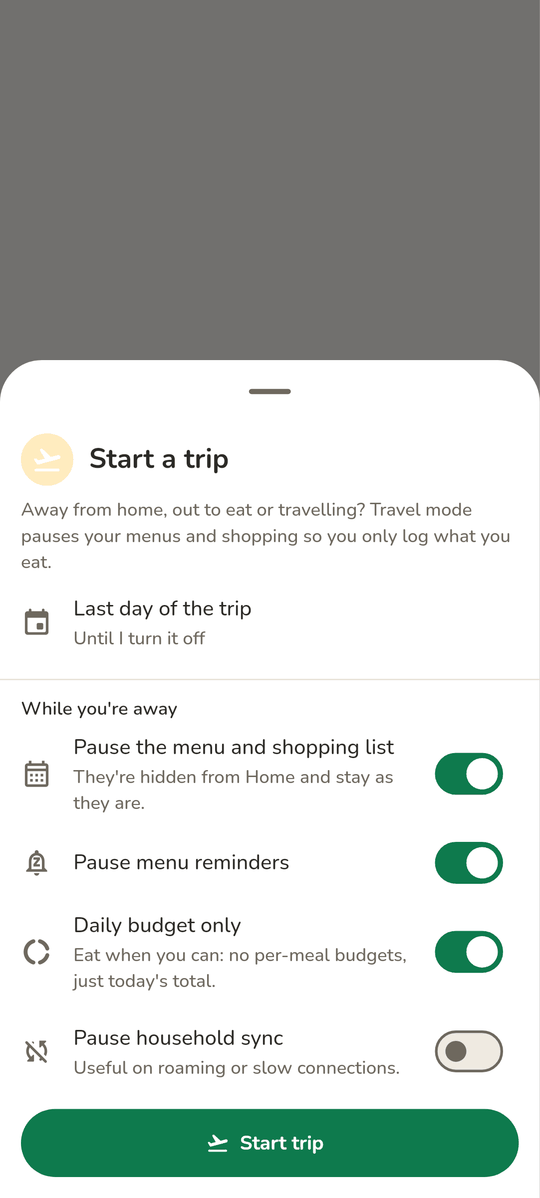 Start a trip
Away from home, out to eat or travelling? Travel mode
pauses your menus and shopping so you only log what you
eat.
Last day of the trip
Until I turn it off
While you're away
Pause the menu and shopping list
They're hidden from Home and stay as
they are.
Pause menu reminders
Daily budget only
Eat when you can: no per-meal budgets,
just today's total.
Pause household sync
Useful on roaming or slow connections.
Start trip